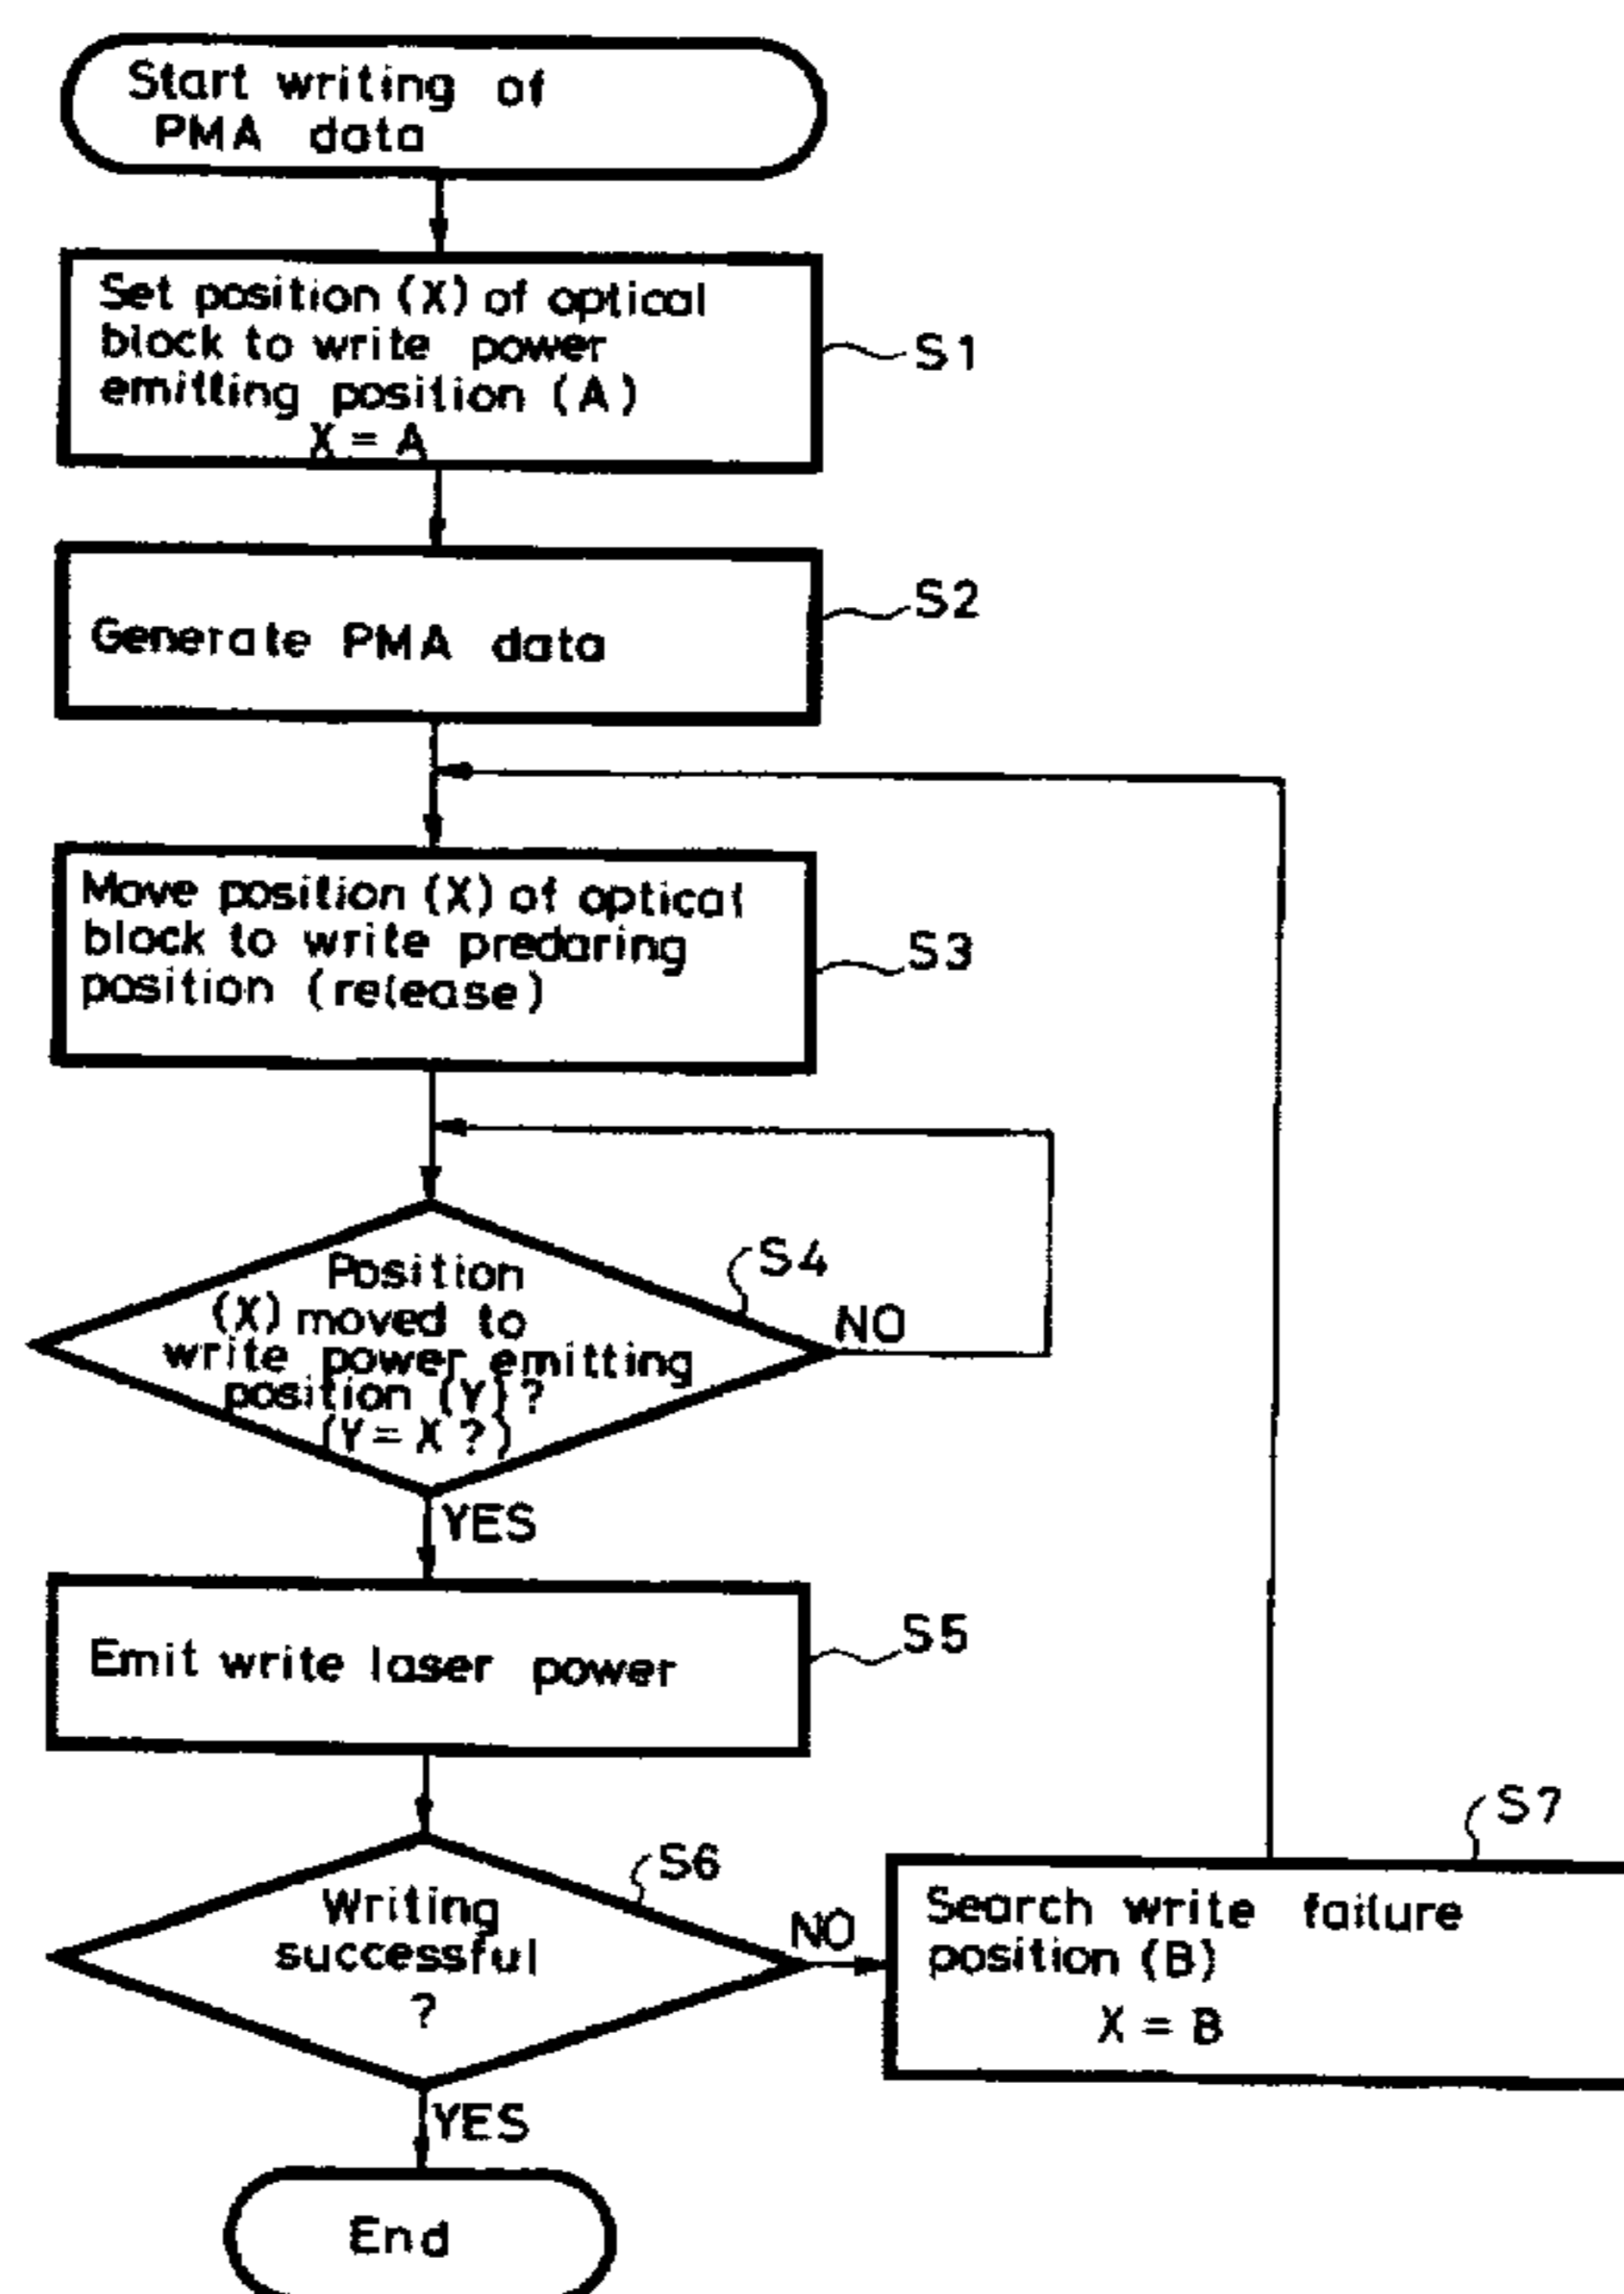 Start writing of
PMA data
Set position (X) of optical
block to write power
emitting position (A)
X = A
S1
Generate PMA data
S2
Move position (X) of optical
block to write predaring
position (release)
S3
Position
(X) moved to
write power emitting
position (Y)?
(Y = X ?)
S4
NO
YES
Emit write laser power
S5
Writing
successful
?
S6
NO
Search write failure
position (B)
X = B
S7
YES
End